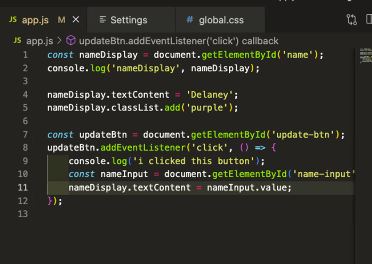 app.js M Settings # global.css
JS app.js > updateBtn.addEventListener('click') callback
1 const nameDisplay = document.getElementById('name');
2 console.log('nameDisplay', nameDisplay);
3
4 nameDisplay.textContent = 'Delaney';
5 nameDisplay.classList.add('purple');
6
7 const updateBtn = document.getElementById('update-btn');
8 updateBtn.addEventListener('click', () => {
9 console.log('i clicked this button');
10 const nameInput = document.getElementById('name-input'
11 nameDisplay.textContent = nameInput.value;
12 });
13